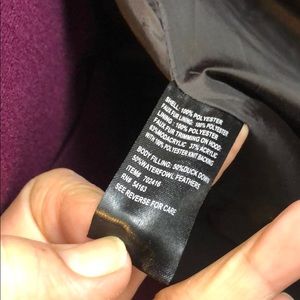 SHELL: 100% POLYESTER
FAUX FUR LINING: 100% POLYESTER
LINING: 100% POLYESTER
FAUX FUR TRIMMING ON HOOD:
63%MODACRYLIC 37% ACRYLIC
WITH 100% POLYESTER KNIT BACKING
BODY FILLING: 50%DUCK DOWN
50%WATERFOWL FEATHERS
ITEM# 702416
RN# 54163
SEE REVERSE FOR CARE